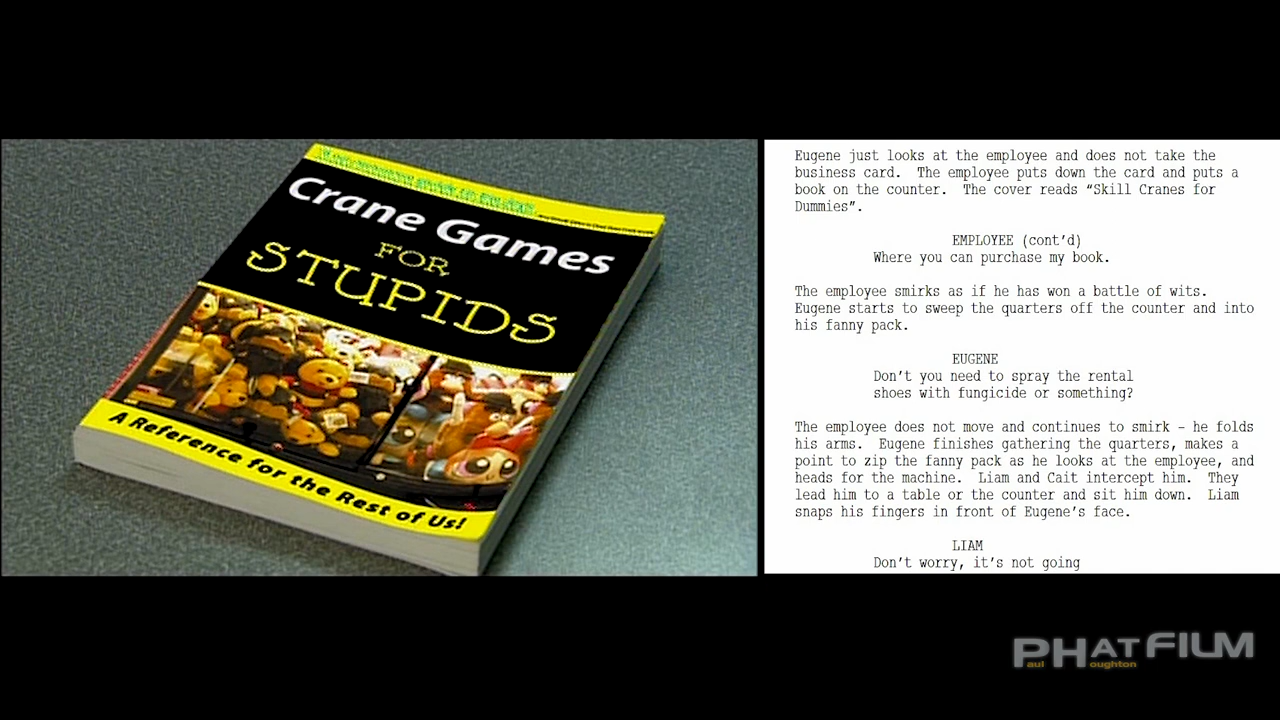 Crane Games
FOR
STUPIDS
A Reference for the Rest of Us!
Eugene just looks at the employee and does not take the
business card.  The employee puts down the card and puts a
book on the counter.  The cover reads “Skill Cranes for
Dummies”.
EMPLOYEE (cont’d)
Where you can purchase my book.
The employee smirks as if he has won a battle of wits.
Eugene starts to sweep the quarters off the counter and into
his fanny pack.
EUGENE
Don’t you need to spray the rental
shoes with fungicide or something?
The employee does not move and continues to smirk – he folds
his arms.  Eugene finishes gathering the quarters, makes a
point to zip the fanny pack as he looks at the employee, and
heads for the machine.  Liam and Cait intercept him.  They
lead him to a table or the counter and sit him down.  Liam
snaps his fingers in front of Eugene’s face.
LIAM
Don’t worry, it’s not going
PHAT FILM
aul oughton